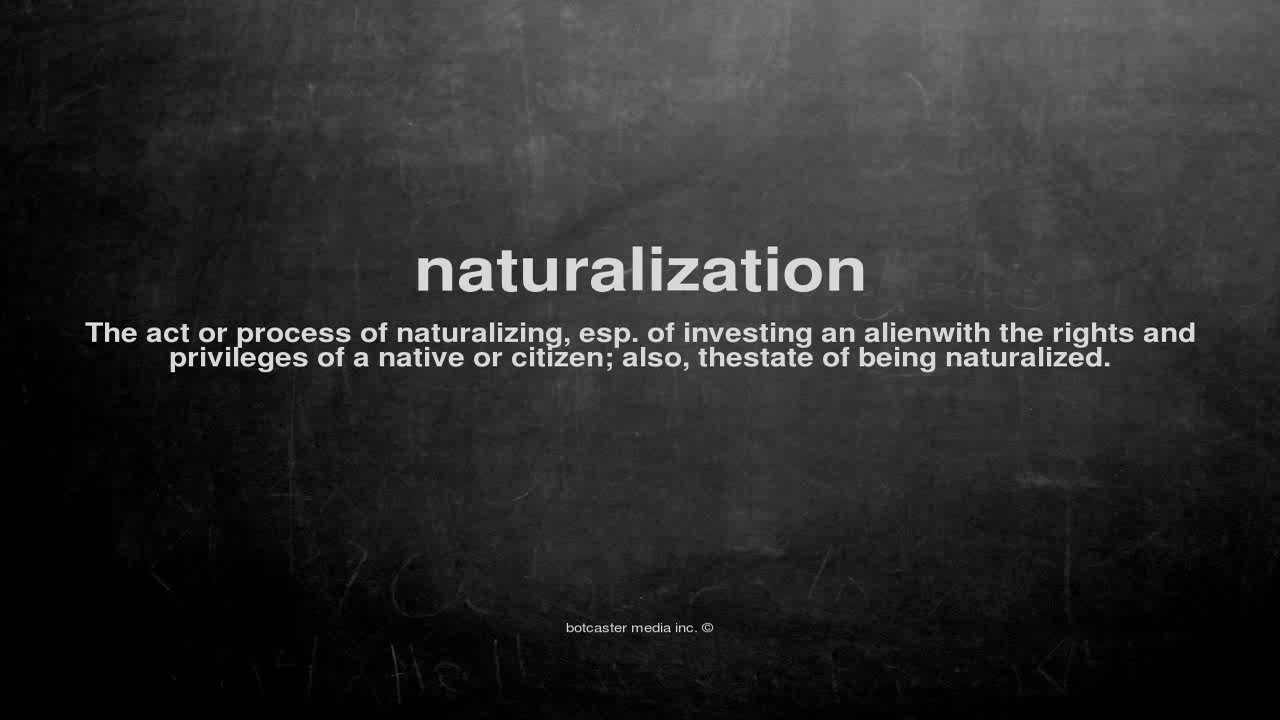 naturalization
The act or process of naturalizing, esp. of investing an alienwith the rights and
privileges of a native or citizen; also, thestate of being naturalized.
botcaster media inc. ©